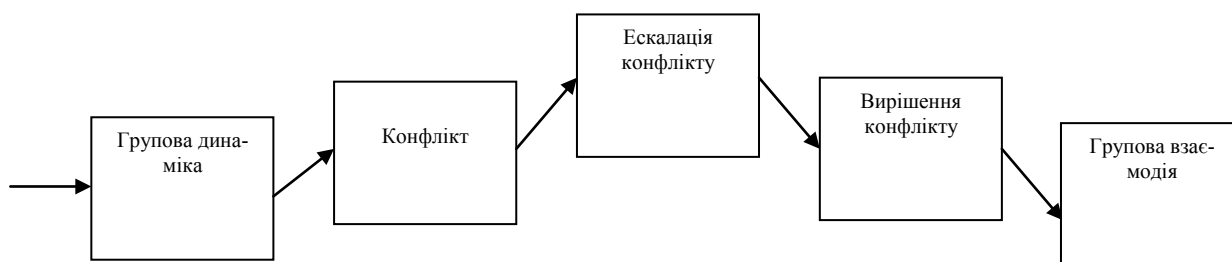 Групова дина-
міка
Конфлікт
Ескалація
конфлікту
Вирішення
конфлікту
Групова взає-
модія